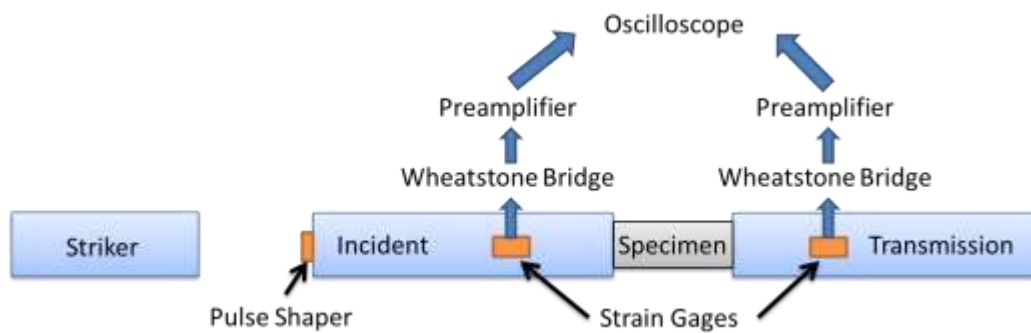 Oscilloscope
Preamplifier
Preamplifier
Wheatstone Bridge
Wheatstone Bridge
Striker
Incident
Specimen
Transmission
Pulse Shaper
Strain Gages